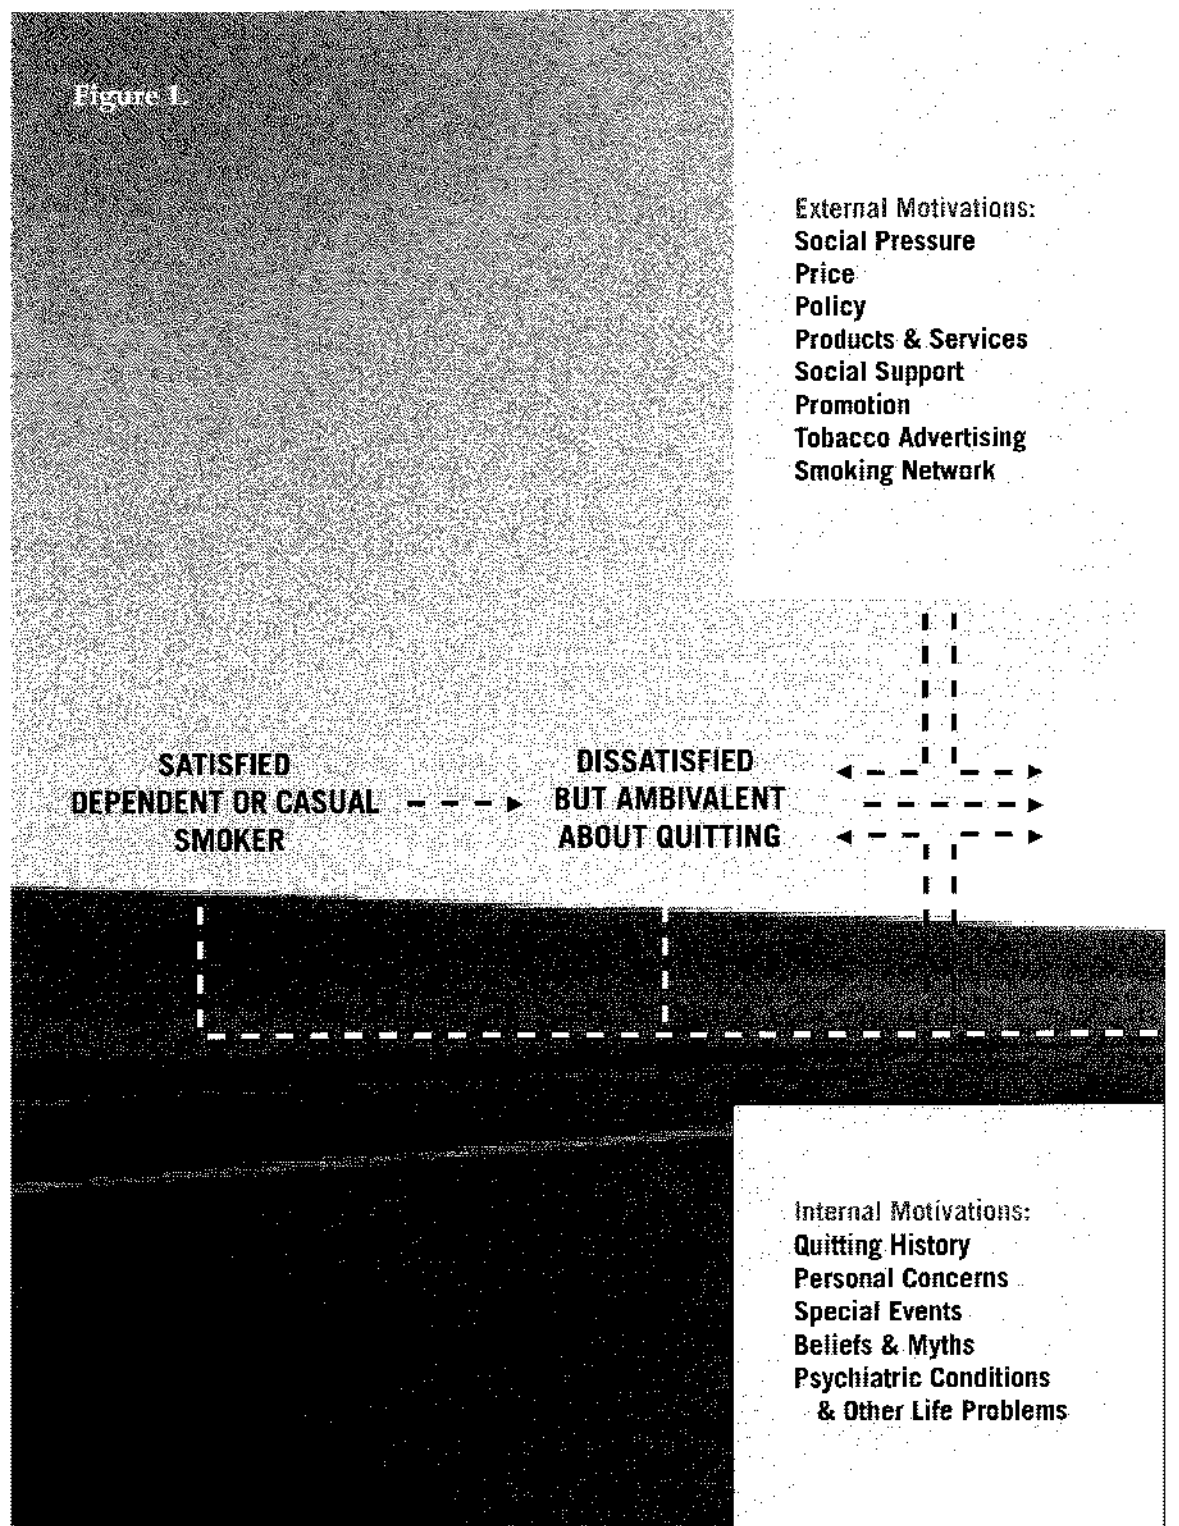 Figure 1.
External Motivations:
Social Pressure
Price
Policy
Products & Services
Social Support
Promotion
Tobacco Advertising
Smoking Network
SATISFIED
DEPENDENT OR CASUAL
SMOKER
DISSATISFIED
BUT AMBIVALENT
ABOUT QUITTING
Internal Motivations:
Quitting History
Personal Concerns
Special Events
Beliefs & Myths
Psychiatric Conditions
& Other Life Problems